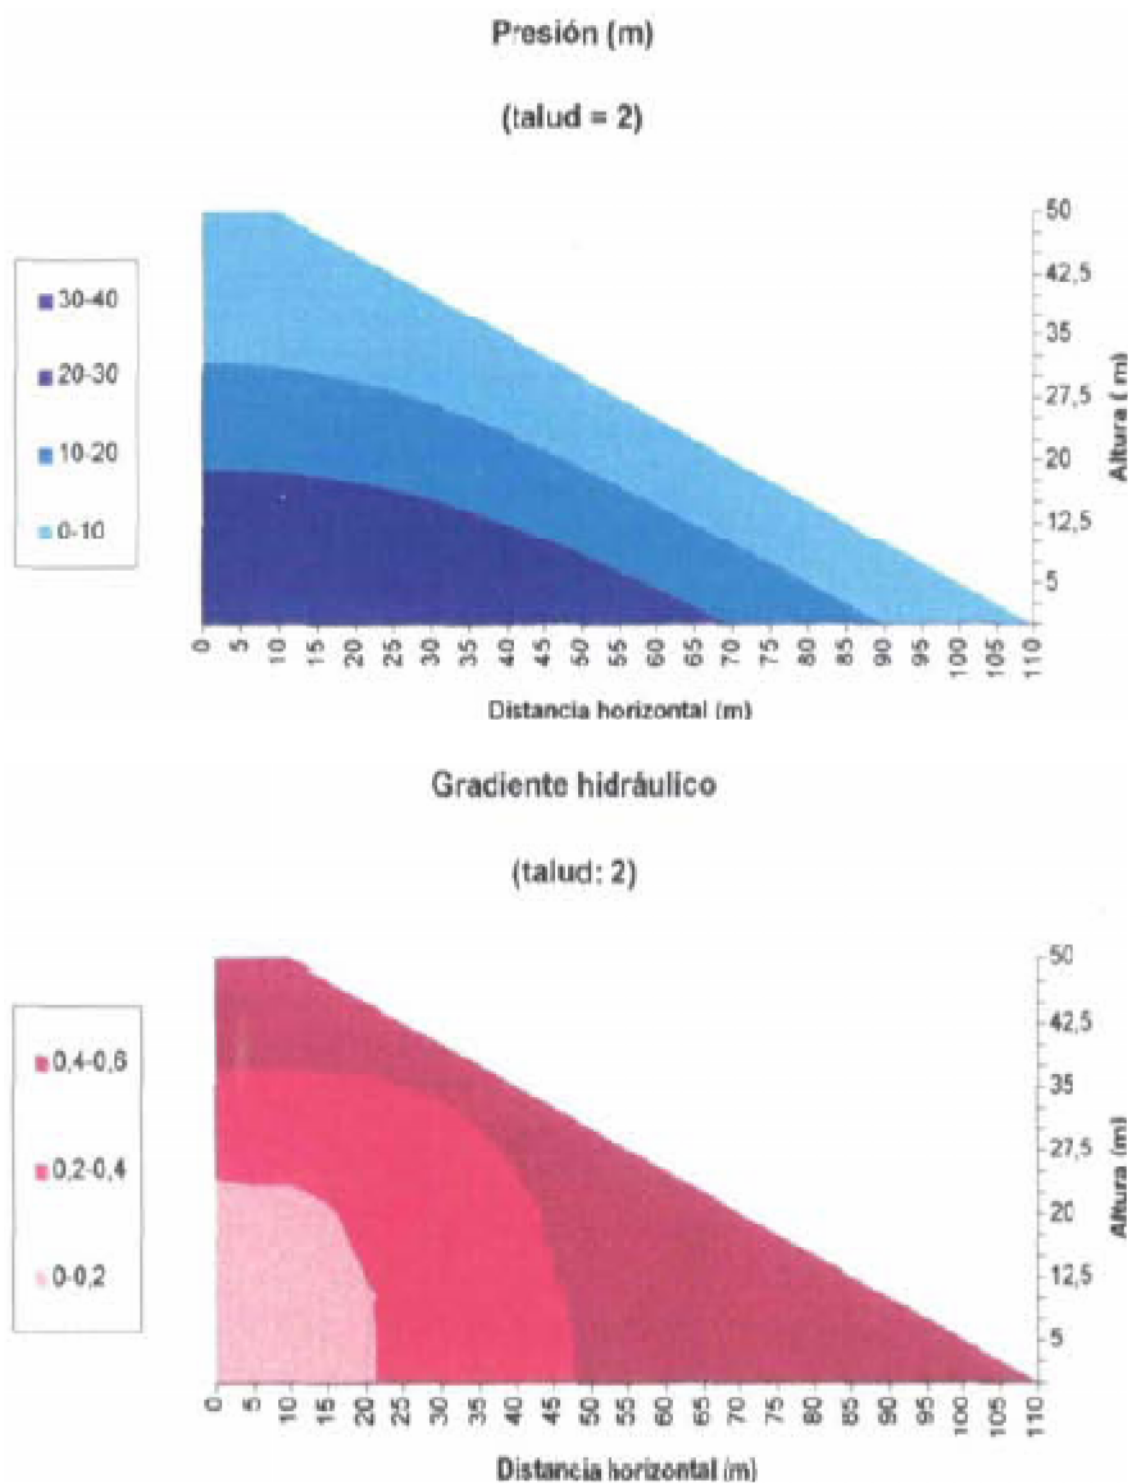 Presión (m)
(talud = 2)
30-40
20-30
10-20
0-10
50
42,5
35
27,5
20
12,5
5
Altura ( m)
0 5 10 15 20 25 30 35 40 45 50 55 60 65 70 75 80 85 90 95 100 105 110
Distancia horizontal (m)
Gradiente hidráulico
(talud: 2)
0,4-0,6
0,2-0,4
0-0,2
50
42,5
35
27,5
20
12,5
5
Altura (m)
0 5 10 15 20 25 30 35 40 45 50 55 60 65 70 75 80 85 90 95 100 105 110
Distancia horizontal (m)